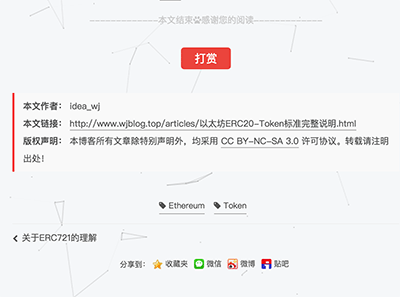 本文结束 感谢您的阅读
打赏
本文作者： idea_wj
本文链接： http://www.wjblog.top/articles/以太坊ERC20-Token标准完整说明.html
版权声明： 本博客所有文章除特别声明外，均采用 CC BY-NC-SA 3.0 许可协议。转载请注明
出处！
Ethereum Token
关于ERC721的理解
分享到： 收藏夹 微信 微博 贴吧